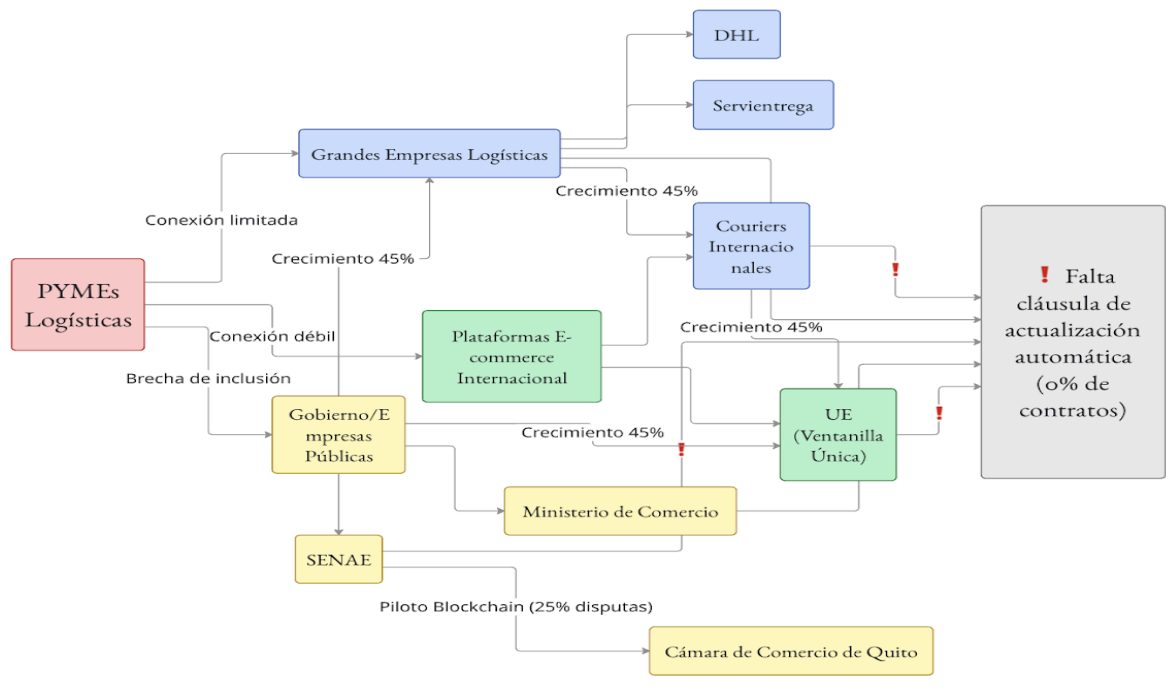 DHL
Servientrega
Grandes Empresas Logísticas
Crecimiento 45%
Conexión limitada
Couriers
Internacio
nales
Crecimiento 45%
PYMEs
Logísticas
❗ Falta
cláusula de
actualización
automática
(0% de
contratos)
Conexión débil
Plataformas E-
commerce
Internacional
Crecimiento 45%
Brecha de inclusión
Gobierno/E
mpresas
Públicas
Crecimiento 45%
UE
(Ventanilla
Única)
Ministerio de Comercio
SENAE
Piloto Blockchain (25% disputas)
Cámara de Comercio de Quito